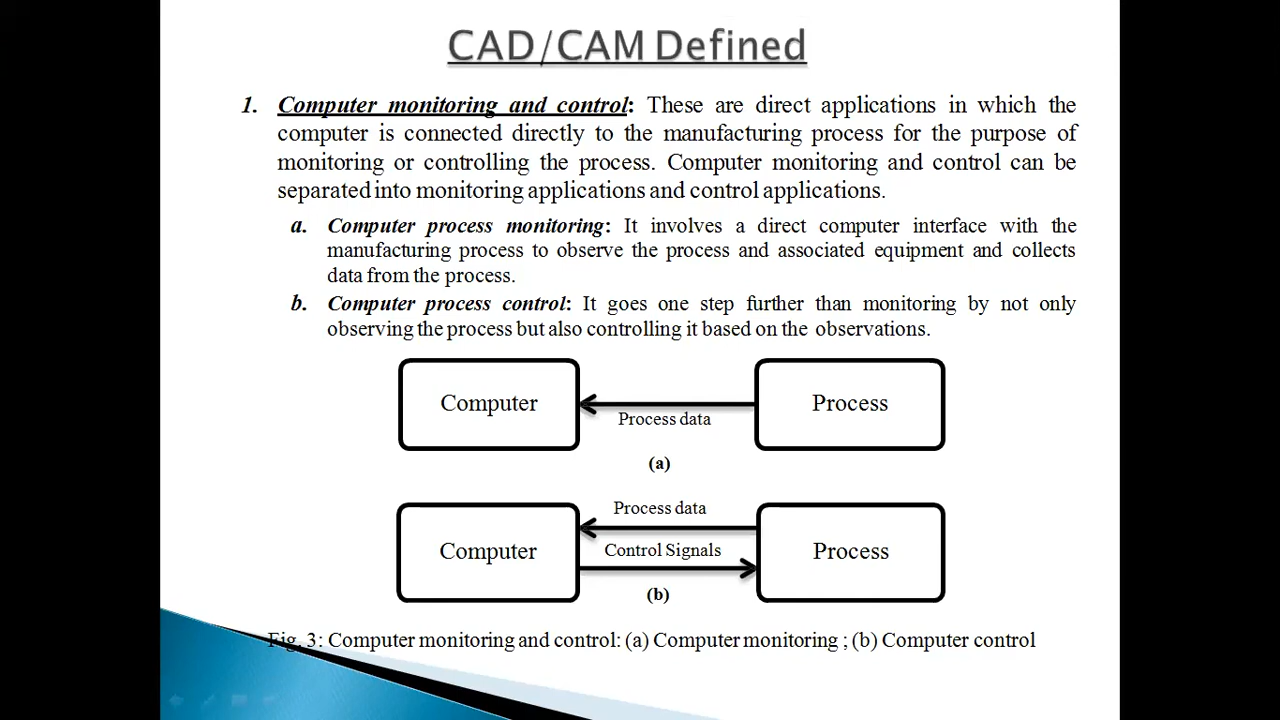 CAD/CAM Defined
1. Computer monitoring and control: These are direct applications in which the
computer is connected directly to the manufacturing process for the purpose of
monitoring or controlling the process. Computer monitoring and control can be
separated into monitoring applications and control applications.
a. Computer process monitoring: It involves a direct computer interface with the
manufacturing process to observe the process and associated equipment and collects
data from the process.
b. Computer process control: It goes one step further than monitoring by not only
observing the process but also controlling it based on the observations.
Computer
Process data
Process
(a)
Process data
Computer
Control Signals
Process
(b)
Fig. 3: Computer monitoring and control: (a) Computer monitoring ; (b) Computer control